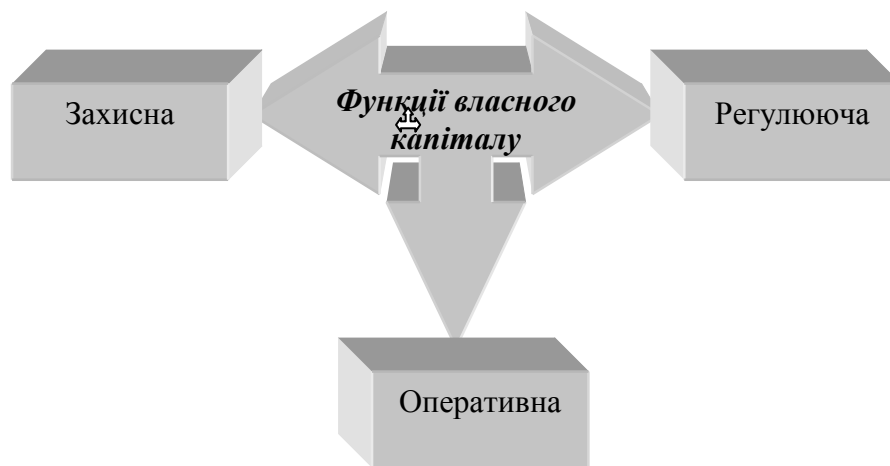 Захисна
Функції власного
капіталу
Регулююча
Оперативна